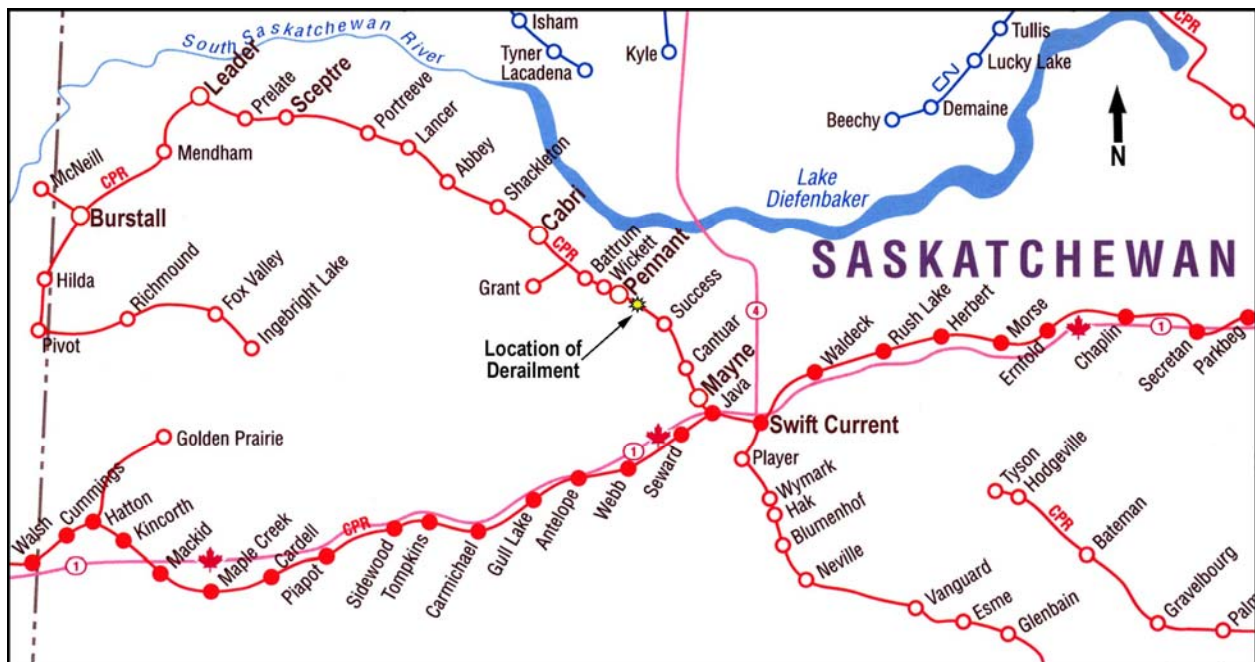 South Saskatchewan River
Isham
Tyner
Lacadena
Kyle
CPR
Tullis
CN
Lucky Lake
Demaine
Beechy
N
Leader
Prelate
Sceptre
Portreeve
Lancer
Abbey
Shackleton
Cabri
CPR
Grant
Battrum
Wickett
Pennant
Success
Cantuar
Mayne
Java
Location of
Derailment
Lake
Diefenbaker
SASKATCHEWAN
4
McNeill
CPR
Mendham
Burstall
Hilda
Pivot
Richmound
Fox Valley
Ingebright Lake
Waldeck
Rush Lake
Herbert
Morse
Ernfold
Chaplin
1
Secretan
Parkbeg
Swift Current
Player
Wymark
Hak
Blumenhof
Neville
Vanguard
Esme
Glenbain
Tyson
Hodgeville
CPR
Bateman
Gravelbourg
Palm
Golden Prairie
Walsh
Cummings
Hatton
Kincorth
Mackid
Maple Creek
Cardell
Piapot
CPR
Sidewood
Tompkins
Carmichael
Gull Lake
Antelope
Webb
Seward
1
1